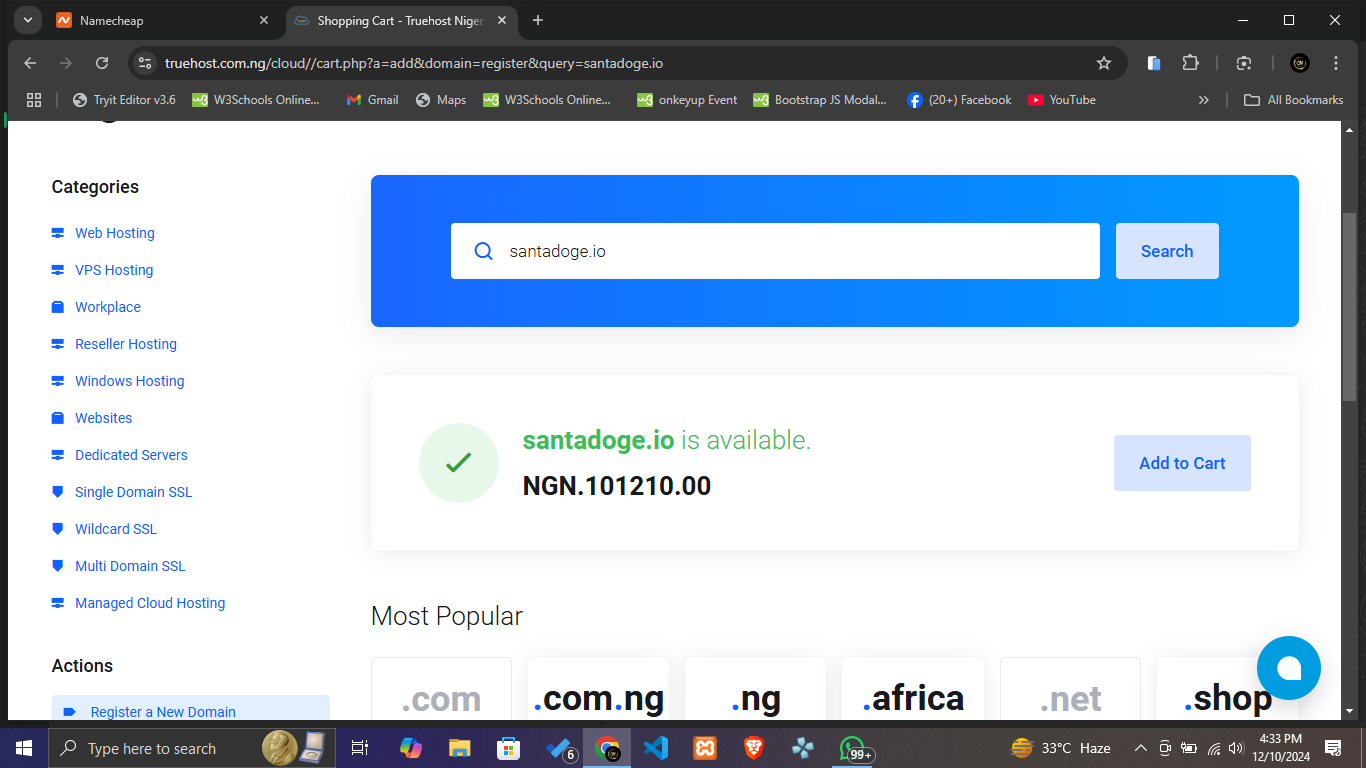 Namecheap
Shopping Cart - Truehost Niger
truehost.com.ng/cloud//cart.php?a=add&domain=register&query=santadoge.io
Tryit Editor v3.6
W3Schools Online...
Gmail
Maps
W3Schools Online...
onkeyup Event
Bootstrap JS Modal...
(20+) Facebook
YouTube
»
All Bookmarks
Categories
Web Hosting
VPS Hosting
Workplace
Reseller Hosting
Windows Hosting
Websites
Dedicated Servers
Single Domain SSL
Wildcard SSL
Multi Domain SSL
Managed Cloud Hosting
Actions
Register a New Domain
santadoge.io
Search
santadoge.io is available.
NGN.101210.00
Add to Cart
Most Popular
.com
.com.ng
.ng
.africa
.net
.shop
Type here to search
6
99+
33°C Haze
4:33 PM
12/10/2024